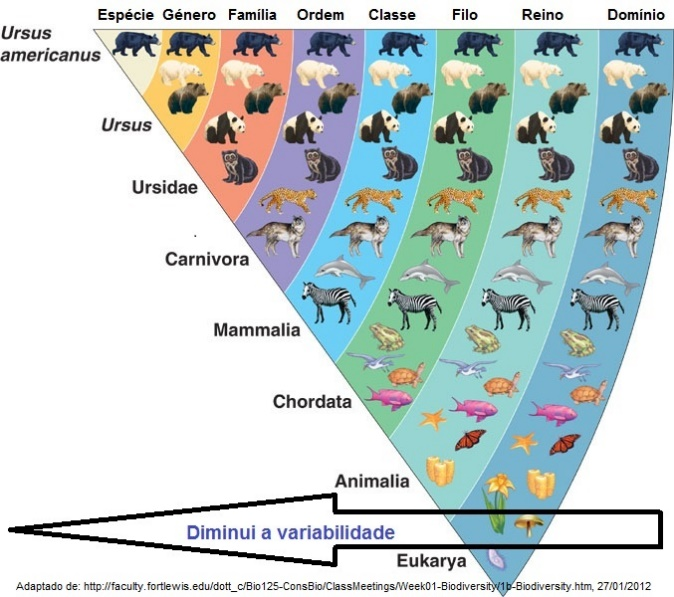 Espécie Género Família Ordem Classe Filo Reino Domínio
Ursus
americanus
Ursus
Ursidae
Carnivora
Mammalia
Chordata
Animalia
Diminui a variabilidade
Eukarya
Adaptado de: http://faculty.fortlewis.edu/dott_c/Bio125-ConsBio/ClassMeetings/Week01-Biodiversity/1b-Biodiversity.htm, 27/01/2012